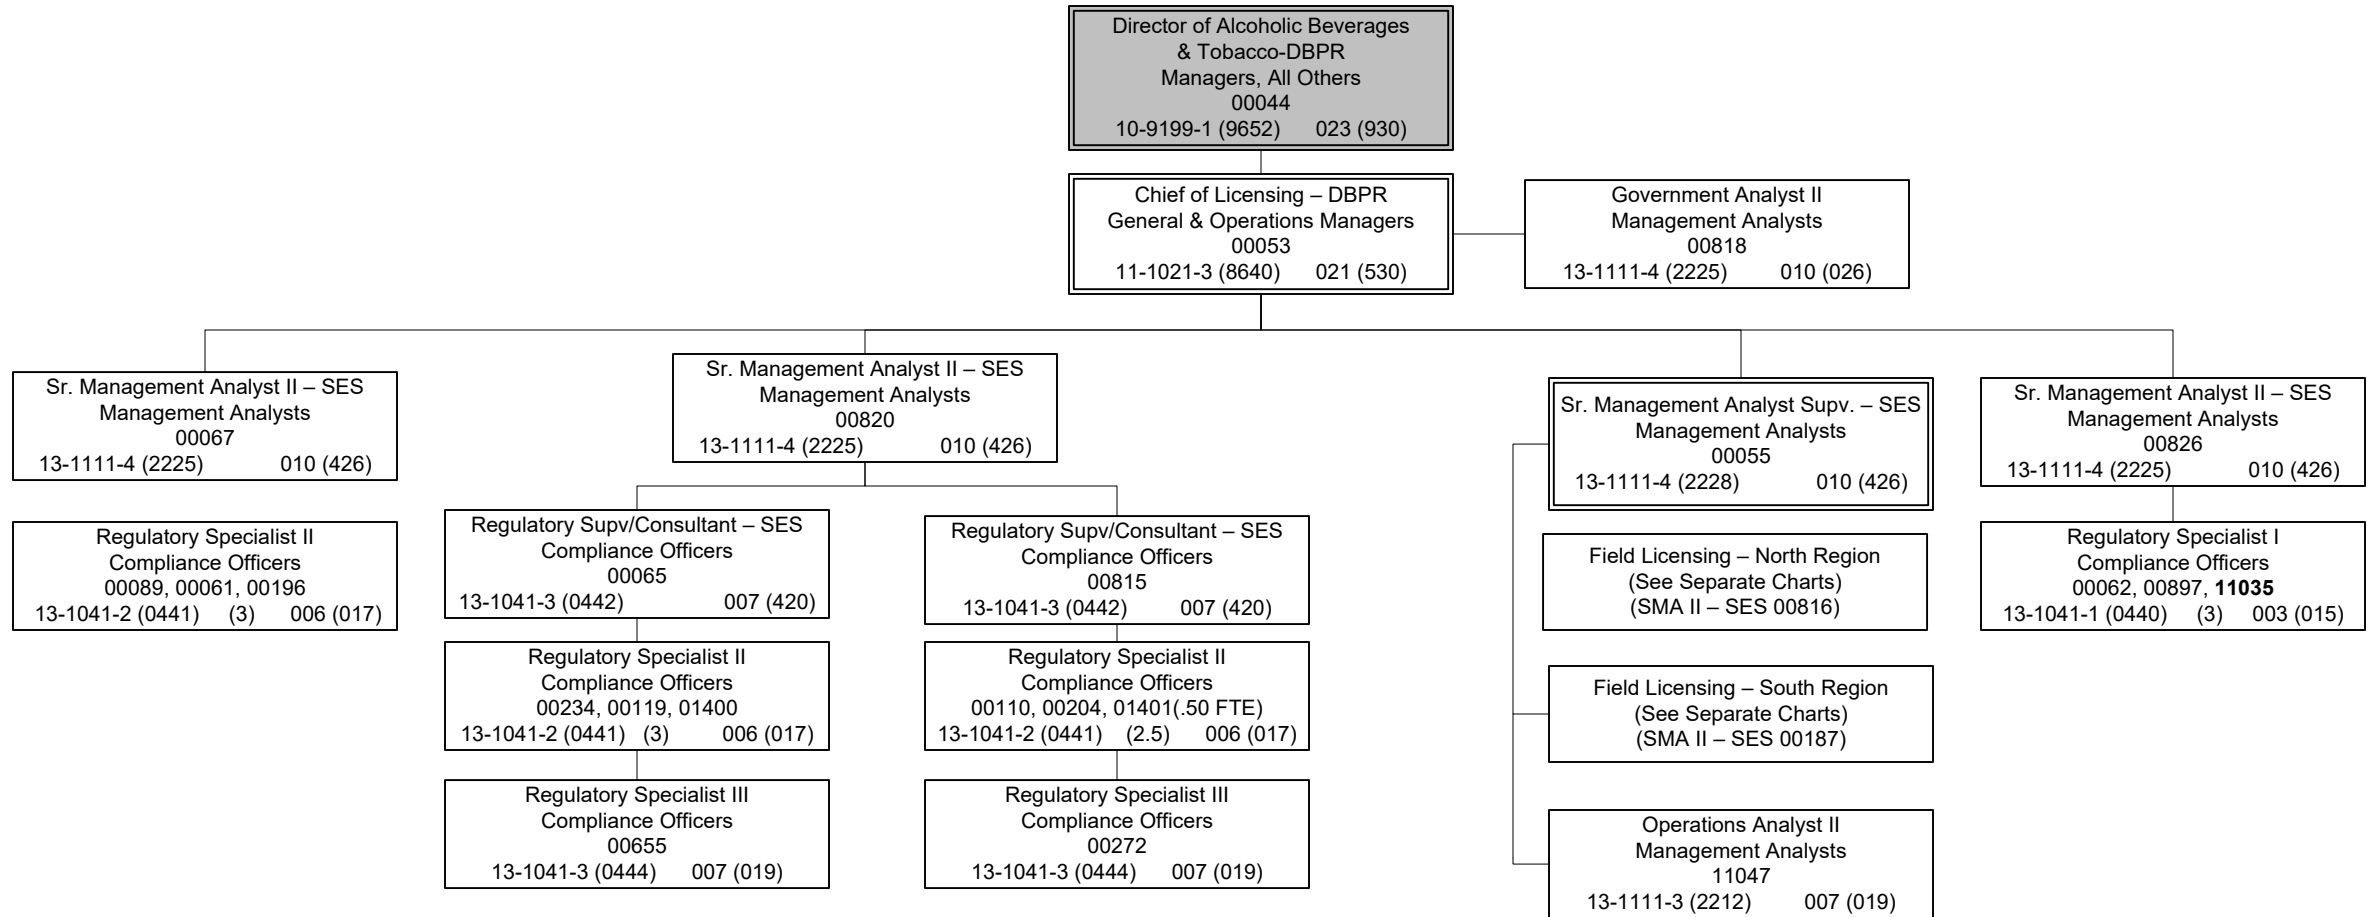 Director of Alcoholic Beverages
& Tobacco-DBPR
Managers, All Others
00044
10-9199-1 (9652) 023 (930)
Chief of Licensing – DBPR
General & Operations Managers
00053
11-1021-3 (8640) 021 (530)
Government Analyst II
Management Analysts
00818
13-1111-4 (2225) 010 (026)
Sr. Management Analyst II – SES
Management Analysts
00067
13-1111-4 (2225) 010 (426)
Regulatory Specialist II
Compliance Officers
00089, 00061, 00196
13-1041-2 (0441) (3) 006 (017)
Sr. Management Analyst II – SES
Management Analysts
00820
13-1111-4 (2225) 010 (426)
Regulatory Supv/Consultant – SES
Compliance Officers
00065
13-1041-3 (0442) 007 (420)
Regulatory Specialist II
Compliance Officers
00234, 00119, 01400
13-1041-2 (0441) (3) 006 (017)
Regulatory Specialist III
Compliance Officers
00655
13-1041-3 (0444) 007 (019)
Regulatory Supv/Consultant – SES
Compliance Officers
00815
13-1041-3 (0442) 007 (420)
Regulatory Specialist II
Compliance Officers
00110, 00204, 01401(.50 FTE)
13-1041-2 (0441) (2.5) 006 (017)
Regulatory Specialist III
Compliance Officers
00272
13-1041-3 (0444) 007 (019)
Sr. Management Analyst Supv. – SES
Management Analysts
00055
13-1111-4 (2228) 010 (426)
Field Licensing – North Region
(See Separate Charts)
(SMA II – SES 00816)
Field Licensing – South Region
(See Separate Charts)
(SMA II – SES 00187)
Operations Analyst II
Management Analysts
11047
13-1111-3 (2212) 007 (019)
Sr. Management Analyst II – SES
Management Analysts
00826
13-1111-4 (2225) 010 (426)
Regulatory Specialist I
Compliance Officers
00062, 00897, 11035
13-1041-1 (0440) (3) 003 (015)